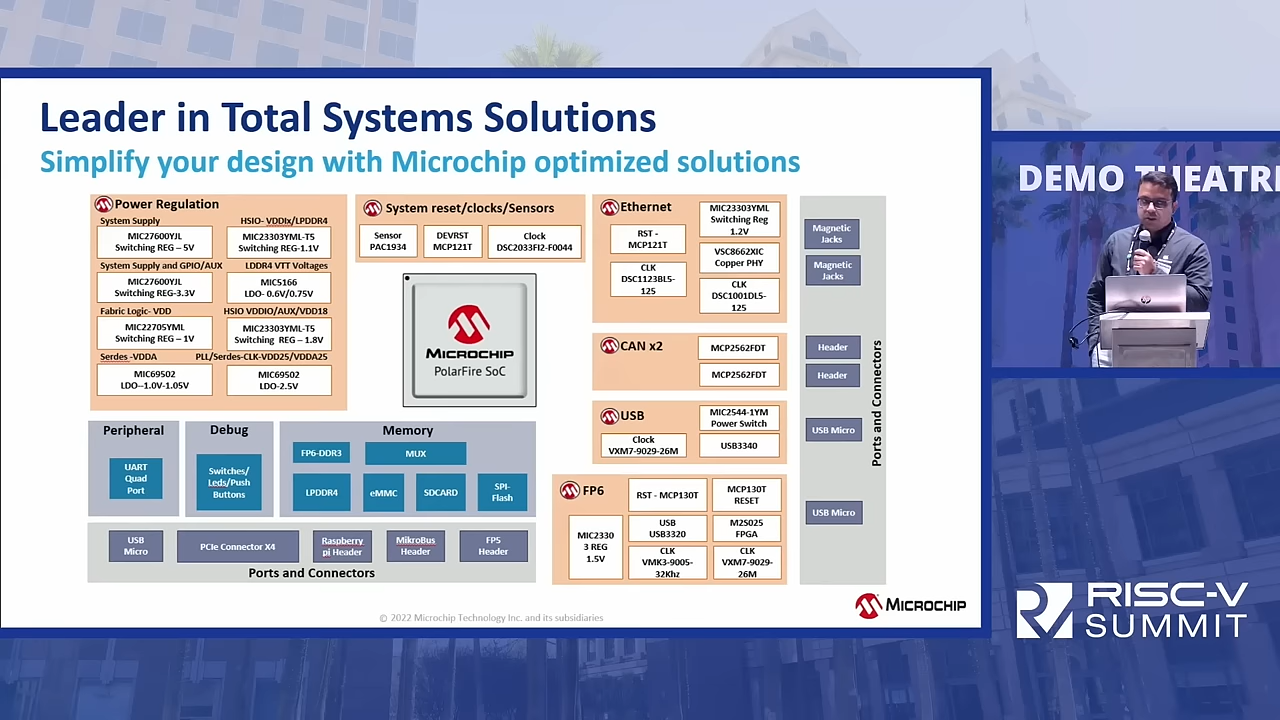 Leader in Total Systems Solutions
Simplify your design with Microchip optimized solutions
Power Regulation
System Supply
HSIO- VDDIx/LPDDR4
MIC27600YJL
Switching REG – 5V
MIC23303YML-T5
Switching REG-1.1V
System Supply and GPIO/AUX
LDDR4 VTT Voltages
MIC27600YJL
Switching REG-3.3V
MIC5166
LDO- 0.6V/0.75V
Fabric Logic- VDD
HSIO VDDIO/AUX/VDD18
MIC22705YML
Switching REG – 1V
MIC23303YML-T5
Switching REG – 1.8V
Serdes -VDDA
PLL/Serdes-CLK-VDD25/VDDA25
MIC69502
LDO--1.0V-1.05V
MIC69502
LDO-2.5V
System reset/clocks/Sensors
Sensor
PAC1934
DEVRST
MCP121T
Clock
DSC2033FI2-F0044
MICROCHIP
PolarFire SoC
Ethernet
RST -
MCP121T
CLK
DSC1123BL5-
125
MIC23303YML
Switching Reg
1.2V
VSC8662XIC
Copper PHY
CLK
DSC1001DL5-
125
CAN x2
MCP2562FDT
MCP2562FDT
USB
Clock
VXM7-9029-26M
MIC2544-1YM
Power Switch
USB3340
FP6
MIC2330
3 REG
1.5V
RST - MCP130T
MCP130T
RESET
USB
USB3320
M2S025
FPGA
CLK
VMK3-9005-
32Khz
CLK
VXM7-9029-
26M
Magnetic
Jacks
Magnetic
Jacks
Header
Header
USB Micro
USB Micro
Ports and Connectors
Peripheral
UART
Quad
Port
Debug
Switches/
Leds/Push
Buttons
Memory
FP6-DDR3
MUX
LPDDR4
eMMC
SDCARD
SPI-
Flash
USB
Micro
PCIe Connector X4
Raspberry
pi Header
MikroBus
Header
FP5
Header
Ports and Connectors
© 2022 Microchip Technology Inc. and its subsidiaries
MICROCHIP
DEMO THEATR
hp
RISC-V
SUMMIT